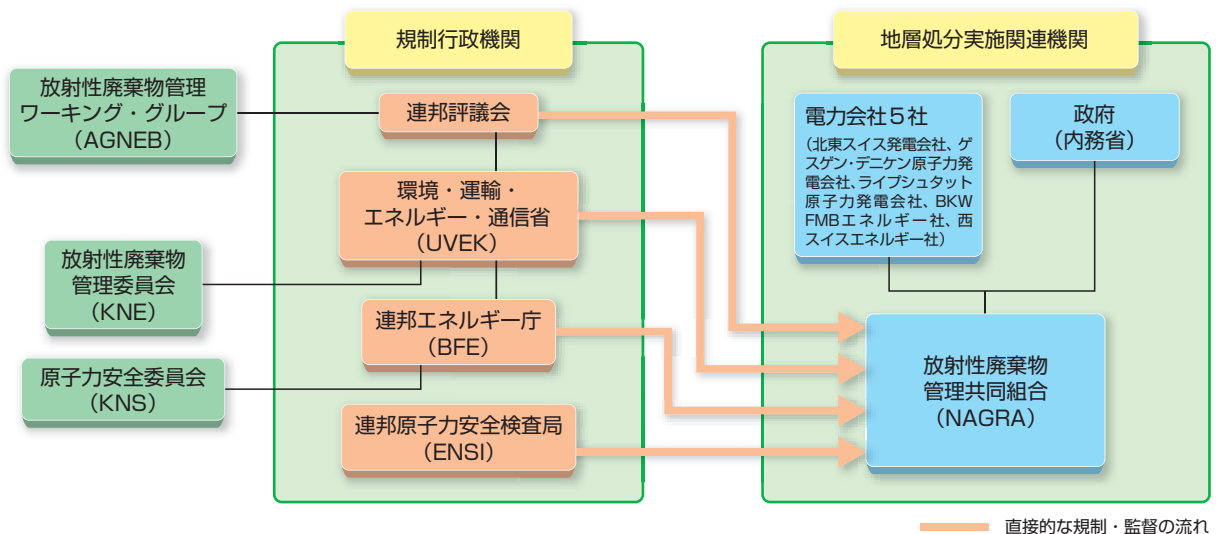 規制行政機関
地層処分実施関連機関
放射性廃棄物管理
ワーキング・グループ
(AGNEB)
連邦評議会
環境・運輸・
エネルギー・通信省
(UVEK)
放射性廃棄物
管理委員会
(KNE)
連邦エネルギー庁
(BFE)
原子力安全委員会
(KNS)
連邦原子力安全検査局
(ENSI)
電力会社5社
(北東スイス発電会社、ゲ
スゲン・デニケン原子力発
電会社、ライプシュタット
原子力発電会社、BKW
FMBエネルギー社、西
スイスエネルギー社)
政府
(内務省)
放射性廃棄物
管理共同組合
(NAGRA)
直接的な規制・監督の流れ